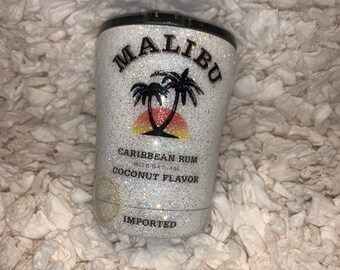 MALIBU
CARIBBEAN RUM
COCONUT FLAVOR
IMPORTED